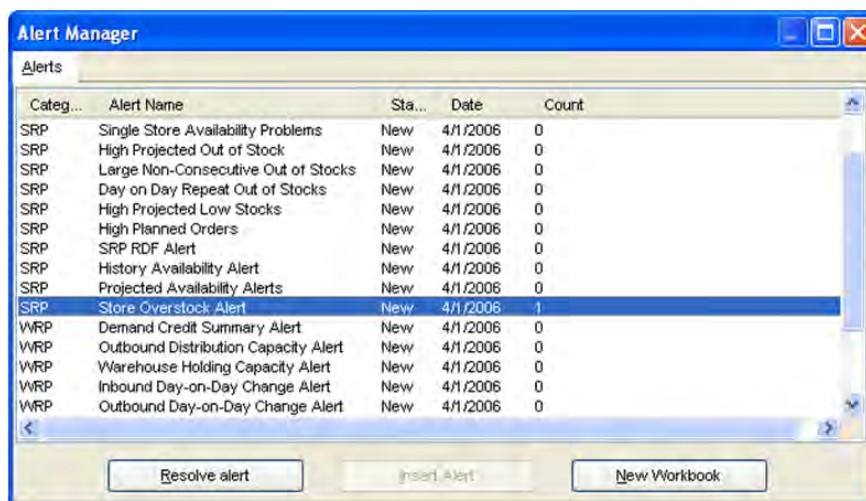 Alert Manager
Alerts
Categ... Alert Name Sta... Date Count
SRP Single Store Availability Problems New 4/1/2006 0
SRP High Projected Out of Stock New 4/1/2006 0
SRP Large Non-Consecutive Out of Stocks New 4/1/2006 0
SRP Day on Day Repeat Out of Stocks New 4/1/2006 0
SRP High Projected Low Stocks New 4/1/2006 0
SRP High Planned Orders New 4/1/2006 0
SRP SRP RDF Alert New 4/1/2006 0
SRP History Availability Alert New 4/1/2006 0
SRP Projected Availability Alerts New 4/1/2006 0
SRP Store Overstock Alert New 4/1/2006 1
WRP Demand Credit Summary Alert New 4/1/2006 0
WRP Outbound Distribution Capacity Alert New 4/1/2006 0
WRP Warehouse Holding Capacity Alert New 4/1/2006 0
WRP Inbound Day-on-Day Change Alert New 4/1/2006 0
WRP Outbound Day-on-Day Change Alert New 4/1/2006 0
Resolve alert Insert Alert New Workbook